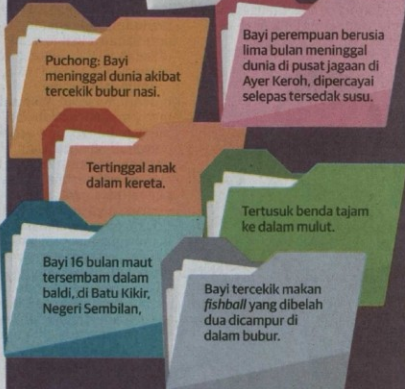 Puchong: Bayi
meninggal dunia akibat
tercekik bubur nasi.
Bayi perempuan berusia
lima bulan meninggal
dunia di pusat jagaan di
Ayer Keroh, dipercayai
selepas tersedak susu.
Tertinggal anak
dalam kereta.
Tertusuk benda tajam
ke dalam mulut.
Bayi 16 bulan maut
tersembam dalam
baldi, di Batu Kikir,
Negeri Sembilan,
Bayi tercekik makan
fishball yang dibelah
dua dicampur di
dalam bubur.